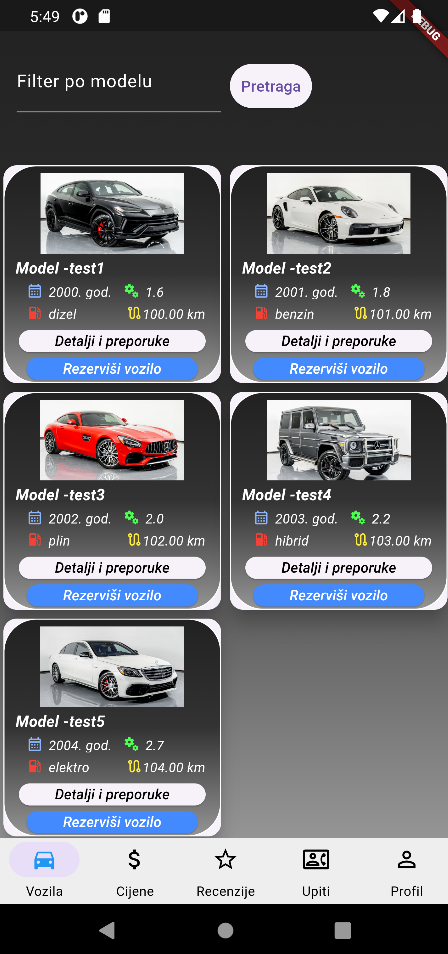 5:49
DEBUG
Filter po modelu
Pretraga
Model -test1
2000. god. 1.6
dizel 100.00 km
Detalji i preporuke
Rezerviši vozilo
Model -test2
2001. god. 1.8
benzin 101.00 km
Detalji i preporuke
Rezerviši vozilo
Model -test3
2002. god. 2.0
plin 102.00 km
Detalji i preporuke
Rezerviši vozilo
Model -test4
2003. god. 2.2
hibrid 103.00 km
Detalji i preporuke
Rezerviši vozilo
Model -test5
2004. god. 2.7
elektro 104.00 km
Detalji i preporuke
Rezerviši vozilo
Vozila Cijene Recenzije Upiti Profil